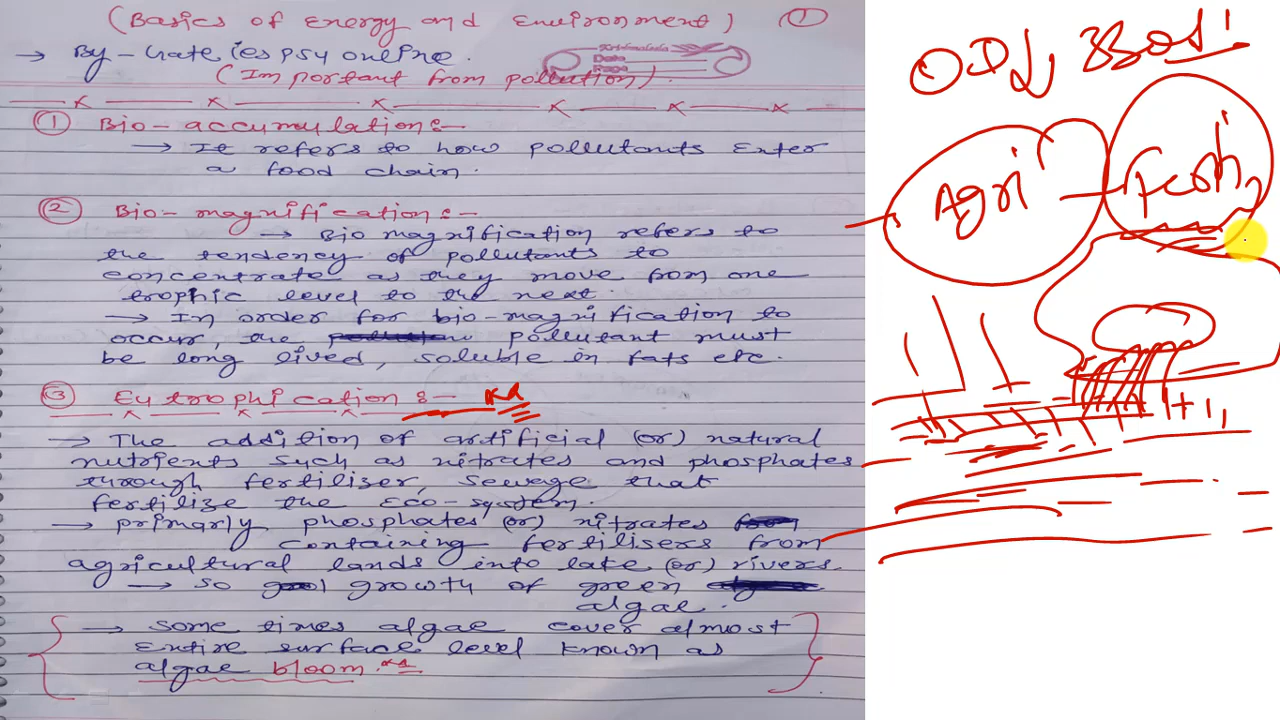 (Basics of energy and Environment) 1
→ By - Gate ies psy online.
Krishnaleela
Date
Page
(Important from pollution).
① Bio-accumulation:-
→ It refers to how pollutants Enter
a food chain.
② Bio-magnification:-
→ Bio magnification refers to
the tendency of pollutants to
concentrate as they move from one
trophic level to the next.
→ In order for bio-magnification to
occur, the pollutant must
be long lived, soluble in fats etc.
③ Eutrophication:-
→ The addition of artificial (or) natural
nutrients such as nitrates and phosphates
through fertiliser, sewage that
fertilize the Eco-system.
→ primarly phosphates (or) nitrates
containing fertilisers from
agricultural lands into late (or) rivers.
→ so growth of green
algae.
→ some times algae cover almost
entire surface level known as
algae bloom.
Agri